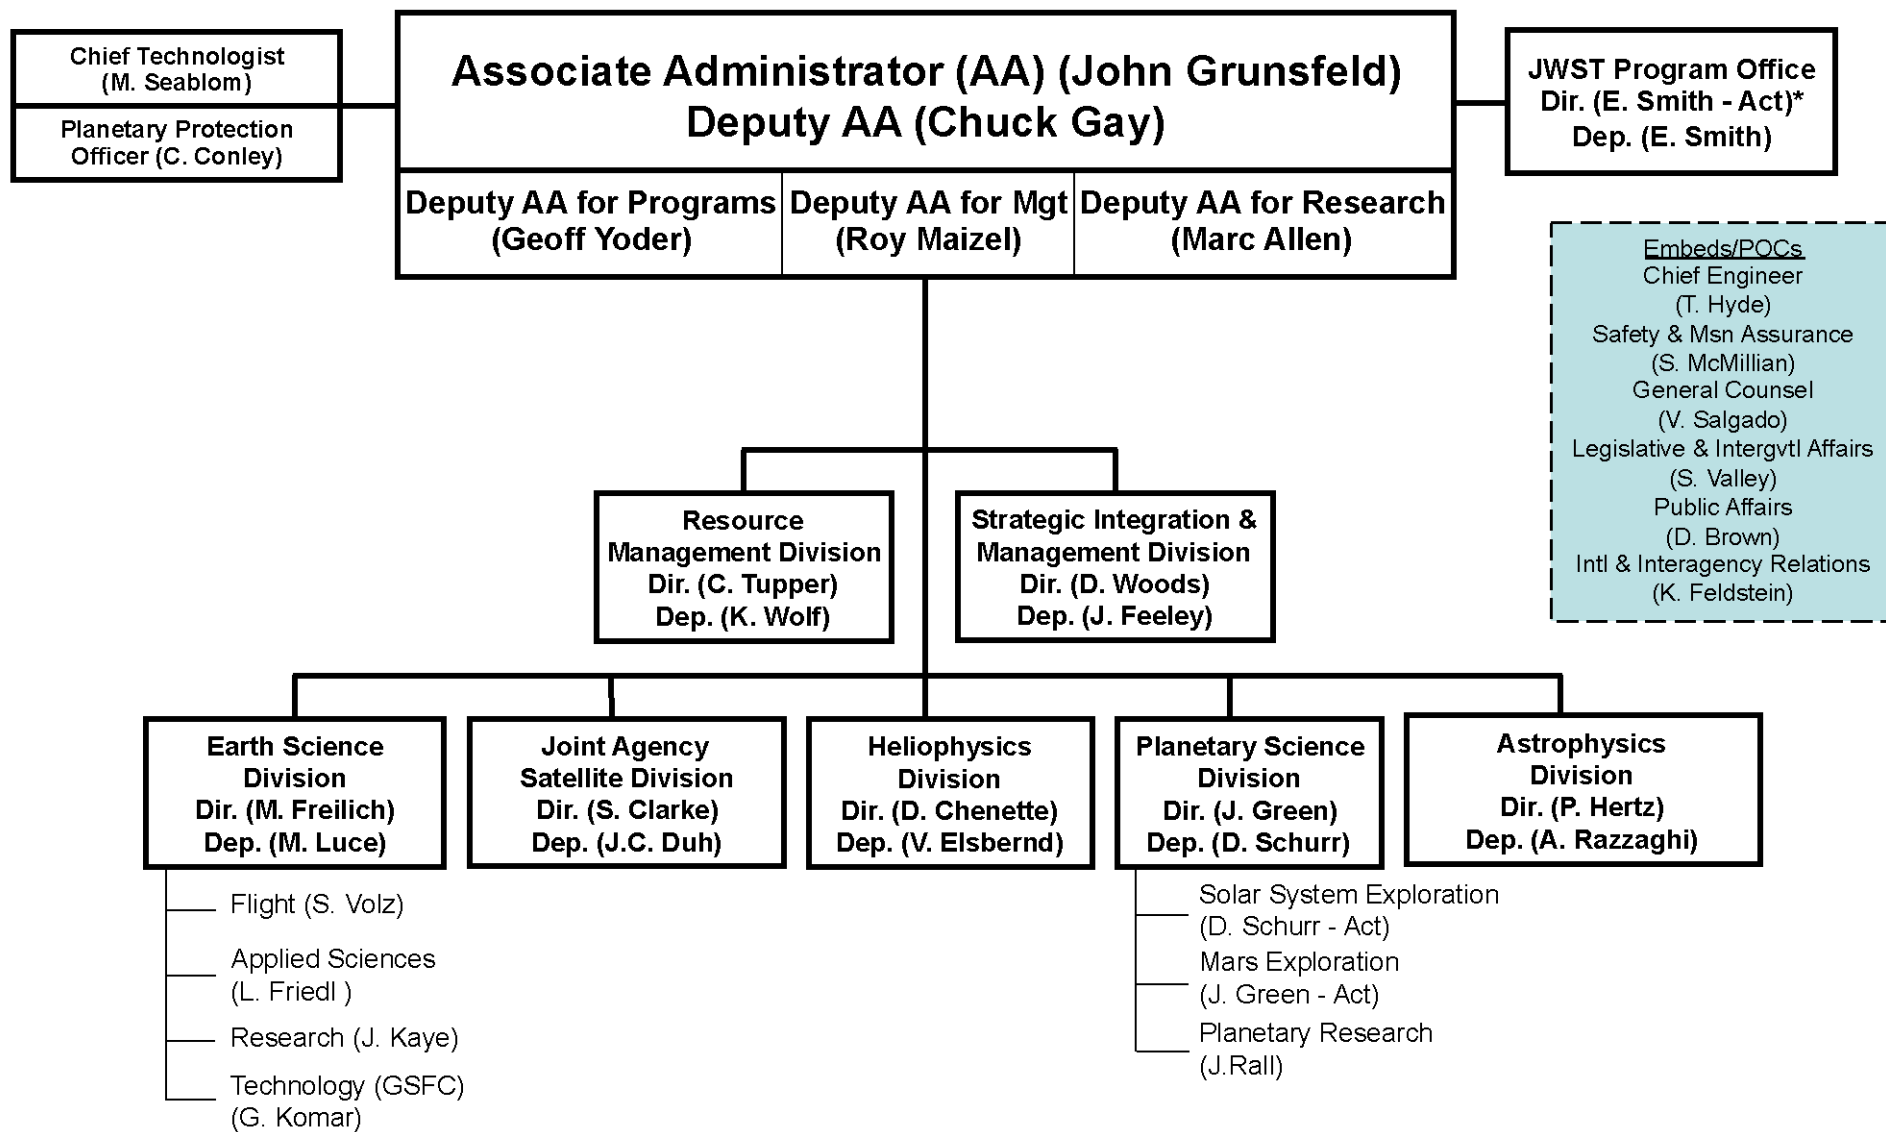 Chief Technologist
(M. Seablom)
Planetary Protection
Officer (C. Conley)
Associate Administrator (AA) (John Grunsfeld)
Deputy AA (Chuck Gay)
Deputy AA for Programs
(Geoff Yoder)
Deputy AA for Mgt
(Roy Maizel)
Deputy AA for Research
(Marc Allen)
JWST Program Office
Dir. (E. Smith - Act)*
Dep. (E. Smith)
Embeds/POCs
Chief Engineer
(T. Hyde)
Safety & Msn Assurance
(S. McMillian)
General Counsel
(V. Salgado)
Legislative & Intergvtl Affairs
(S. Valley)
Public Affairs
(D. Brown)
Intl & Interagency Relations
(K. Feldstein)
Resource
Management Division
Dir. (C. Tupper)
Dep. (K. Wolf)
Strategic Integration &
Management Division
Dir. (D. Woods)
Dep. (J. Feeley)
Earth Science
Division
Dir. (M. Freilich)
Dep. (M. Luce)
Flight (S. Volz)
Applied Sciences
(L. Friedl )
Research (J. Kaye)
Technology (GSFC)
(G. Komar)
Joint Agency
Satellite Division
Dir. (S. Clarke)
Dep. (J.C. Duh)
Heliophysics
Division
Dir. (D. Chenette)
Dep. (V. Elsbernd)
Planetary Science
Division
Dir. (J. Green)
Dep. (D. Schurr)
Solar System Exploration
(D. Schurr - Act)
Mars Exploration
(J. Green - Act)
Planetary Research
(J.Rall)
Astrophysics
Division
Dir. (P. Hertz)
Dep. (A. Razzaghi)